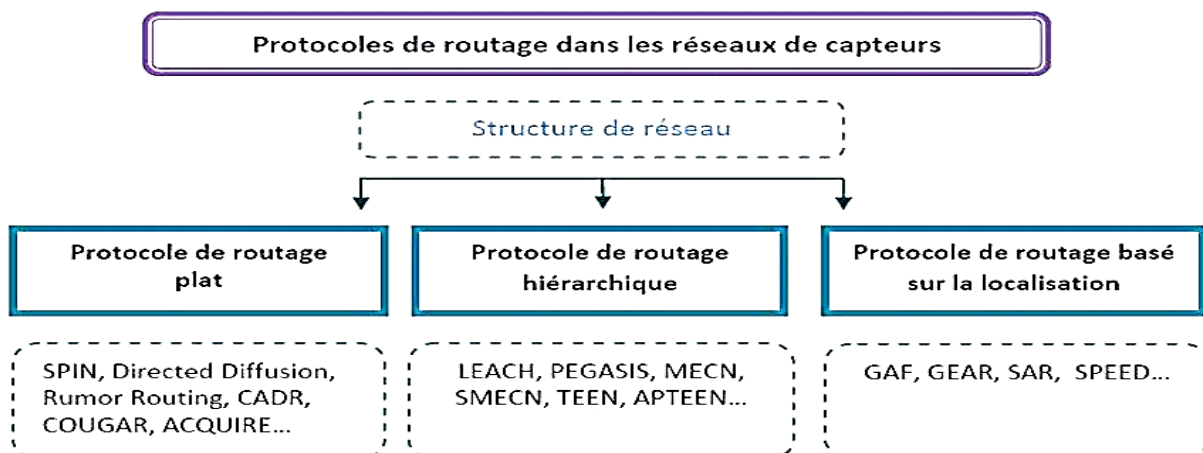 Protocoles de routage dans les réseaux de capteurs
Structure de réseau
Protocole de routage
plat
Protocole de routage
hiérarchique
Protocole de routage basé
sur la localisation
SPIN, Directed Diffusion,
Rumor Routing, CADR,
COUGAR, ACQUIRE...
LEACH, PEGASIS, MECN,
SMECN, TEEN, APTEEN...
GAF, GEAR, SAR, SPEED...